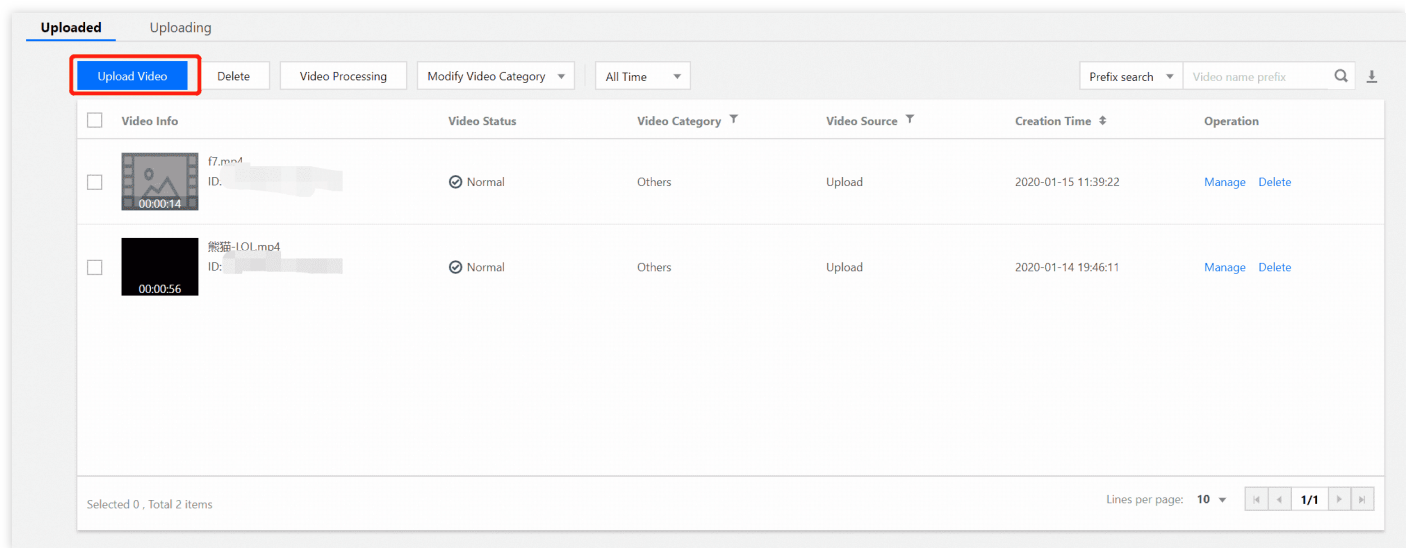 Uploaded Uploading
Upload Video Delete Video Processing Modify Video Category All Time Prefix search Video name prefix
Video Info Video Status Video Category Video Source Creation Time Operation
f7.mp4
ID:
00:00:14
Normal Others Upload 2020-01-15 11:39:22 Manage Delete
熊猫-LOL.mp4
ID:
00:00:56
Normal Others Upload 2020-01-14 19:46:11 Manage Delete
Selected 0 , Total 2 items Lines per page: 10 1/1